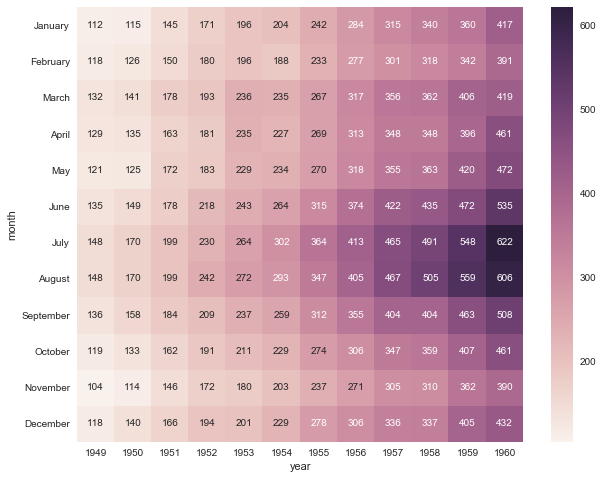 January 112 115 145 171 196 204 242 284 315 340 360 417
February 118 126 150 180 196 188 233 277 301 318 342 391
March 132 141 178 193 236 235 267 317 356 362 406 419
April 129 135 163 181 235 227 269 313 348 348 396 461
May 121 125 172 183 229 234 270 318 355 363 420 472
June 135 149 178 218 243 264 315 374 422 435 472 535
July 148 170 199 230 264 302 364 413 465 491 548 622
August 148 170 199 242 272 293 347 405 467 505 559 606
September 136 158 184 209 237 259 312 355 404 404 463 508
October 119 133 162 191 211 229 274 306 347 359 407 461
November 104 114 146 172 180 203 237 271 305 310 362 390
December 118 140 166 194 201 229 278 306 336 337 405 432
1949 1950 1951 1952 1953 1954 1955 1956 1957 1958 1959 1960
year
month
600
500
400
300
200